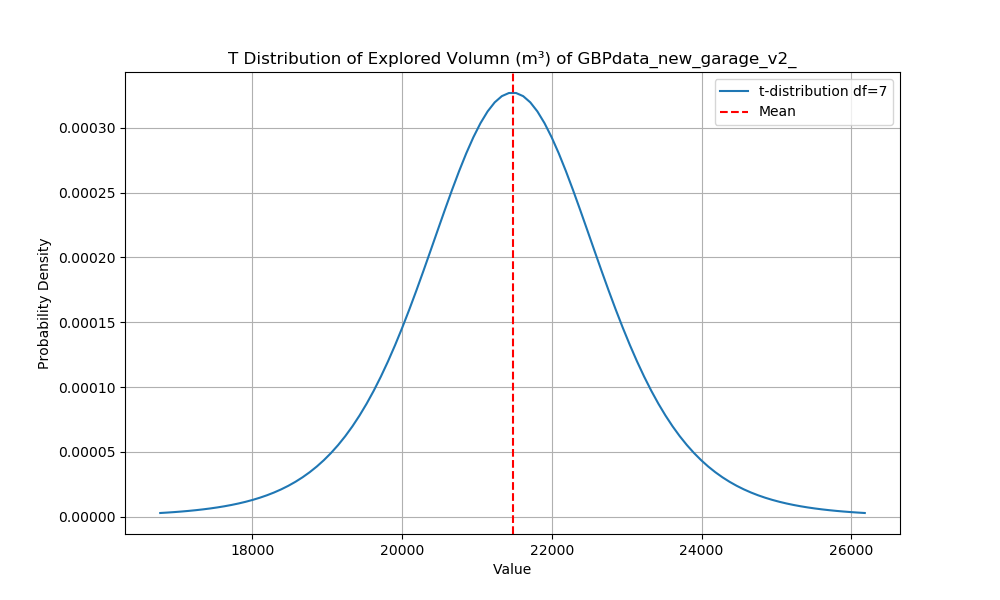 T Distribution of Explored Volumn (m³) of GBPdata_new_garage_v2_
t-distribution df=7
Mean
0.00030
0.00025
0.00020
0.00015
0.00010
0.00005
0.00000
Probability Density
18000 20000 22000 24000 26000
Value